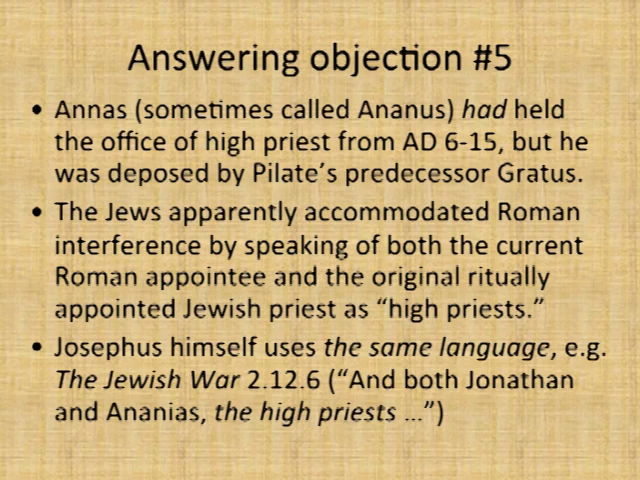 Answering objection #5
• Annas (sometimes called Ananus) had held
the office of high priest from AD 6-15, but he
was deposed by Pilate’s predecessor Gratus.
• The Jews apparently accommodated Roman
interference by speaking of both the current
Roman appointee and the original ritually
appointed Jewish priest as “high priests.”
• Josephus himself uses the same language, e.g.
The Jewish War 2.12.6 (“And both Jonathan
and Ananias, the high priests …”)